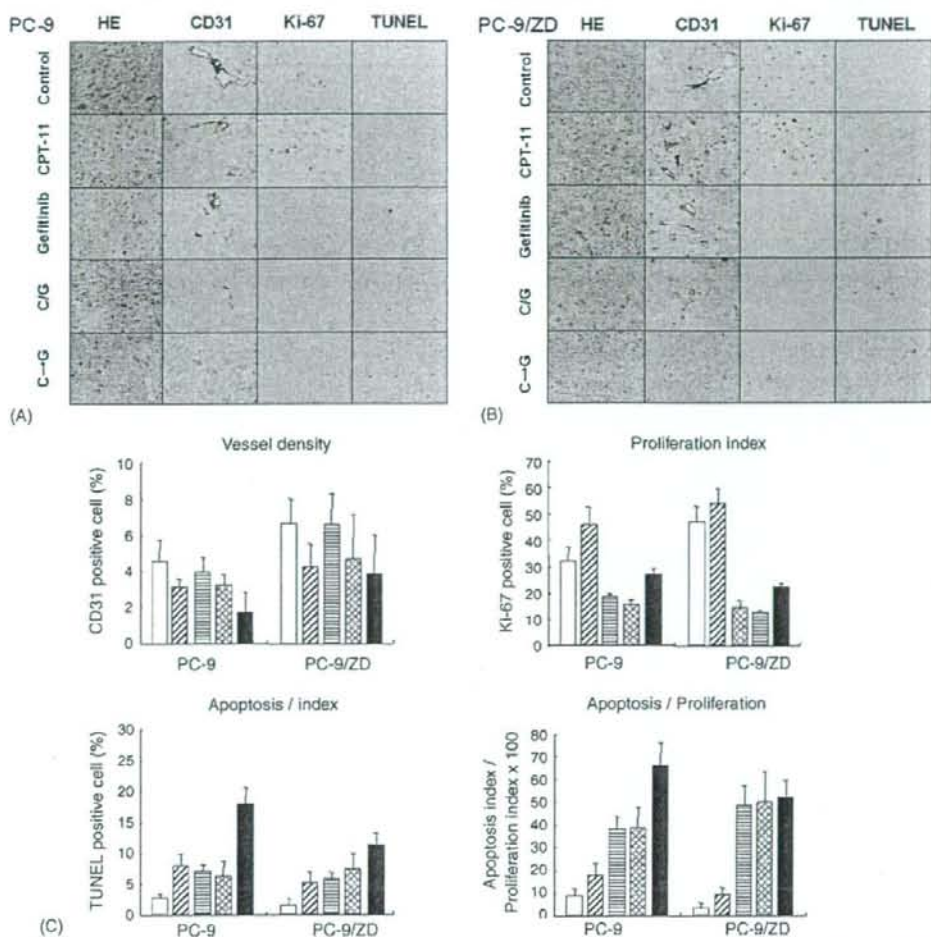 PC-9 HE CD31 Ki-67 TUNEL
Control
CPT-11
Gefitinib
C/G
C→G
(A)
PC-9/ZD HE CD31 Ki-67 TUNEL
Control
CPT-11
Gefitinib
C/G
C→G
(B)
Vessel density
CD31 positive cell (%)
10
8
6
4
2
0
PC-9 PC-9/ZD
Proliferation index
Ki-67 positive cell (%)
70
60
50
40
30
20
10
0
PC-9 PC-9/ZD
Apoptosis / index
TUNEL positive cell (%)
30
25
20
15
10
5
0
PC-9 PC-9/ZD
Apoptosis / Proliferation
Apoptosis index /
Proliferation index x 100
80
70
60
50
40
30
20
10
0
PC-9 PC-9/ZD
(C)